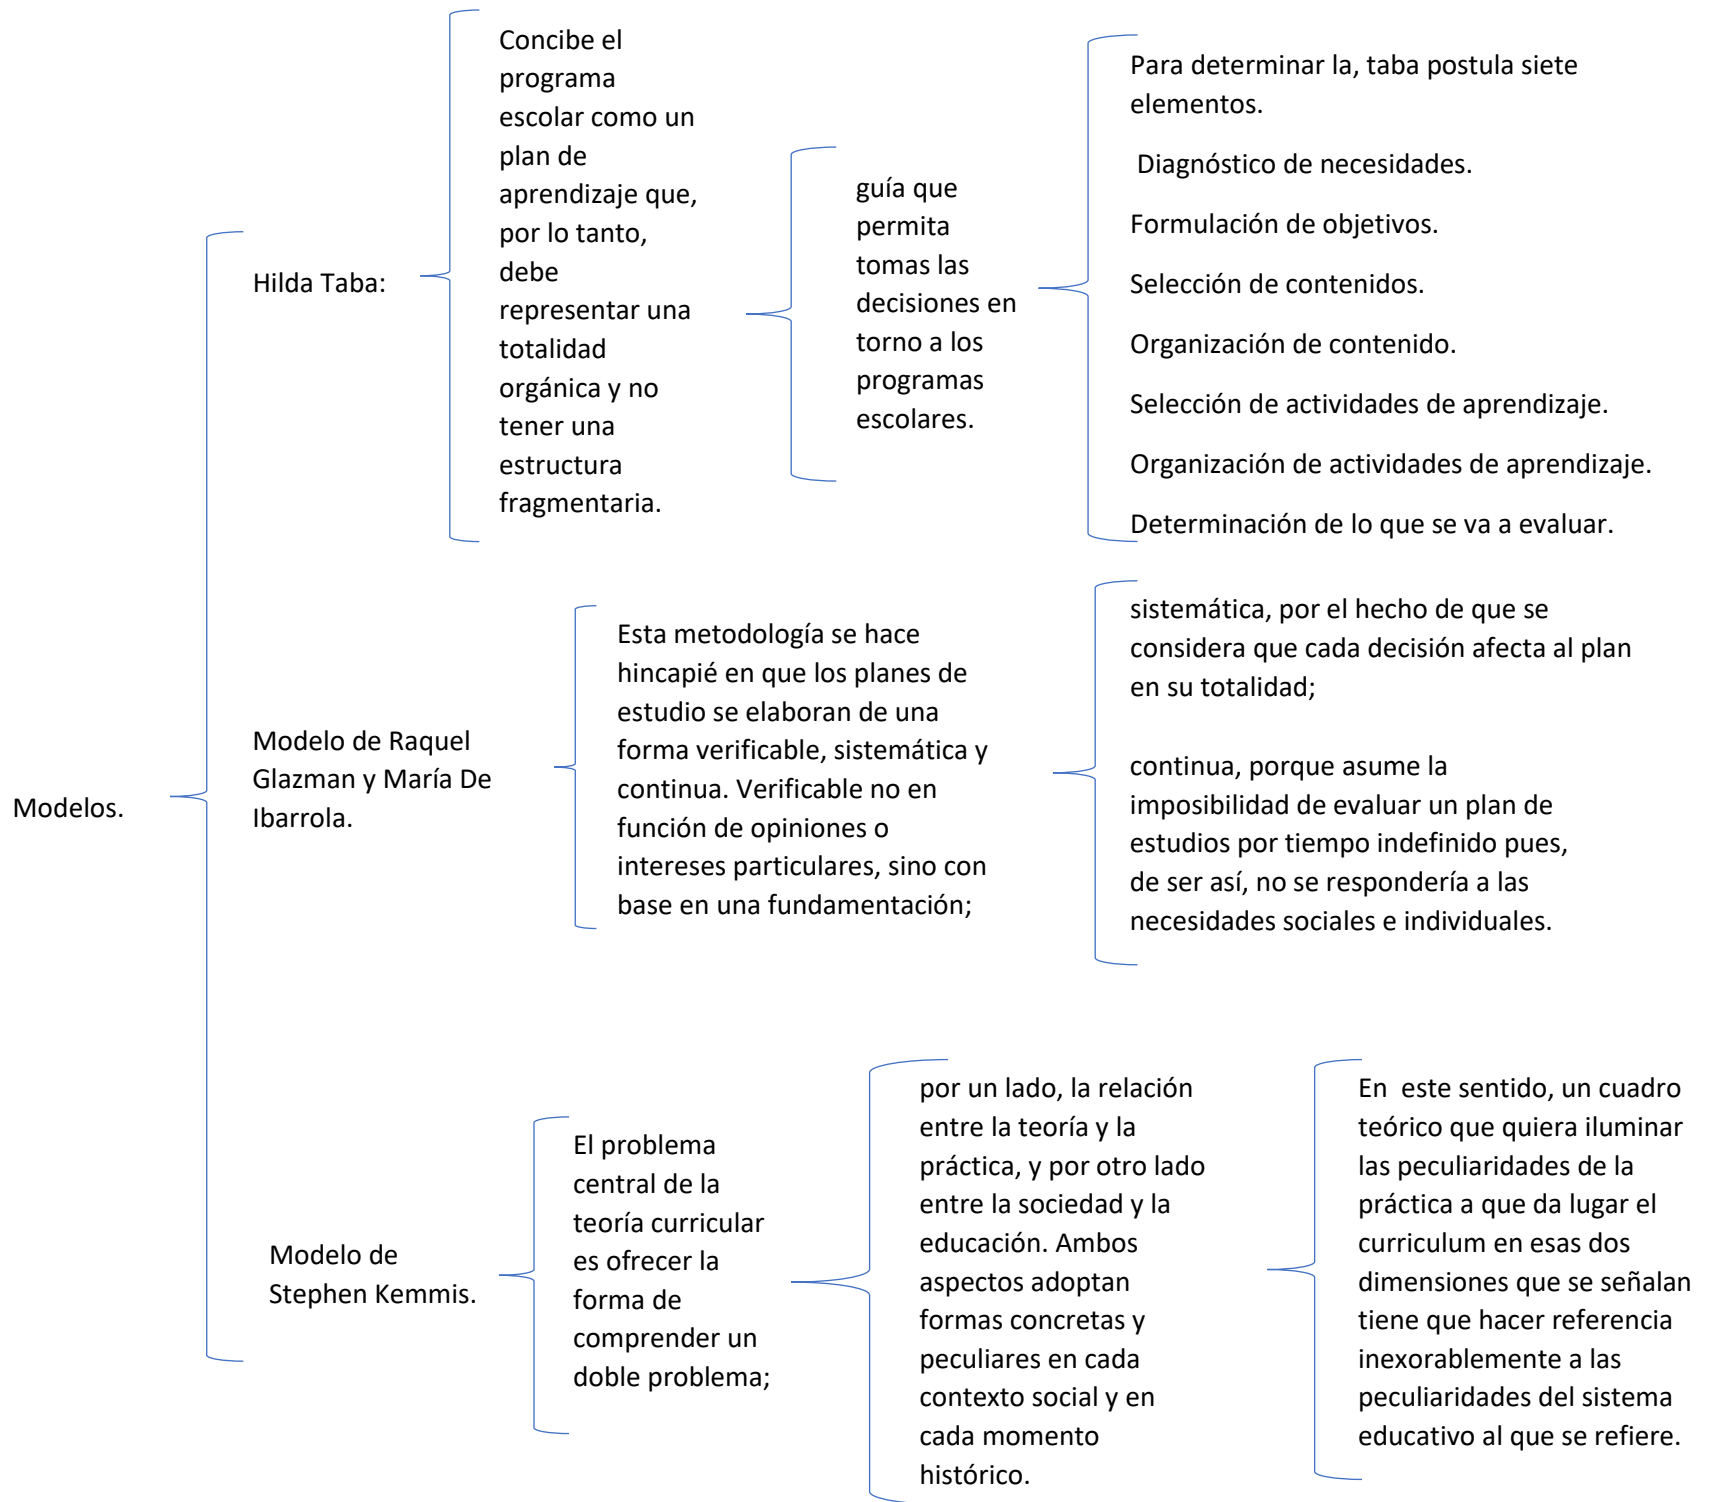 Modelos.
Hilda Taba:
Concibe el
programa
escolar como un
plan de
aprendizaje que,
por lo tanto,
debe
representar una
totalidad
orgánica y no
tener una
estructura
fragmentaria.
guía que
permita
tomas las
decisiones en
torno a los
programas
escolares.
Para determinar la, taba postula siete
elementos.
Diagnóstico de necesidades.
Formulación de objetivos.
Selección de contenidos.
Organización de contenido.
Selección de actividades de aprendizaje.
Organización de actividades de aprendizaje.
Determinación de lo que se va a evaluar.
Modelo de Raquel
Glazman y María De
Ibarrola.
Esta metodología se hace
hincapié en que los planes de
estudio se elaboran de una
forma verificable, sistemática y
continua. Verificable no en
función de opiniones o
intereses particulares, sino con
base en una fundamentación;
sistemática, por el hecho de que se
considera que cada decisión afecta al plan
en su totalidad;
continua, porque asume la
imposibilidad de evaluar un plan de
estudios por tiempo indefinido pues,
de ser así, no se respondería a las
necesidades sociales e individuales.
Modelo de
Stephen Kemmis.
El problema
central de la
teoría curricular
es ofrecer la
forma de
comprender un
doble problema;
por un lado, la relación
entre la teoría y la
práctica, y por otro lado
entre la sociedad y la
educación. Ambos
aspectos adoptan
formas concretas y
peculiares en cada
contexto social y en
cada momento
histórico.
En  este sentido, un cuadro
teórico que quiera iluminar
las peculiaridades de la
práctica a que da lugar el
curriculum en esas dos
dimensiones que se señalan
tiene que hacer referencia
inexorablemente a las
peculiaridades del sistema
educativo al que se refiere.